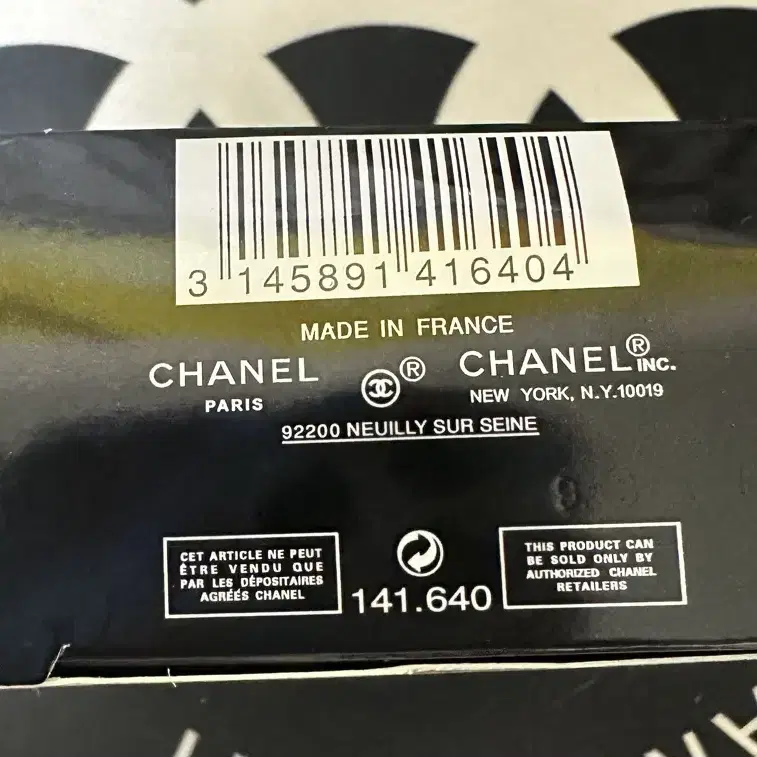 3 145891 416404
MADE IN FRANCE
CHANEL
PARIS
®
CHANEL® INC.
NEW YORK, N.Y.10019
92200 NEUILLY SUR SEINE
CET ARTICLE NE PEUT
ÊTRE VENDU QUE
PAR LES DÉPOSITAIRES
AGRÉÉS CHANEL
141.640
THIS PRODUCT CAN
BE SOLD ONLY BY
AUTHORIZED CHANEL
RETAILERS